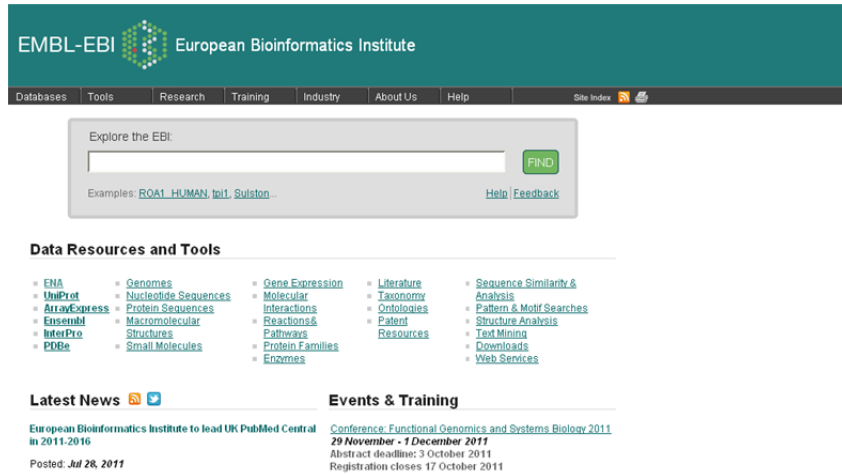 EMBL-EBI European Bioinformatics Institute
Databases Tools Research Training Industry About Us Help Site Index
Explore the EBI:
FIND
Examples: ROA1_HUMAN, tpi1, Sulston...
Help Feedback
Data Resources and Tools
ENA
UniProt
ArrayExpress
Ensembl
InterPro
PDBe
Genomes
Nucleotide Sequences
Protein Sequences
Macromolecular
Structures
Small Molecules
Gene Expression
Molecular
Interactions
Reactions&
Pathways
Protein Families
Enzymes
Literature
Taxonomy
Ontologies
Patent
Resources
Sequence Similarity &
Analysis
Pattern & Motif Searches
Structure Analysis
Text Mining
Downloads
Web Services
Latest News
European Bioinformatics Institute to lead UK PubMed Central
in 2011-2016
Posted: Jul 28, 2011
Events & Training
Conference: Functional Genomics and Systems Biology 2011
29 November - 1 December 2011
Abstract deadline: 3 October 2011
Registration closes 17 October 2011